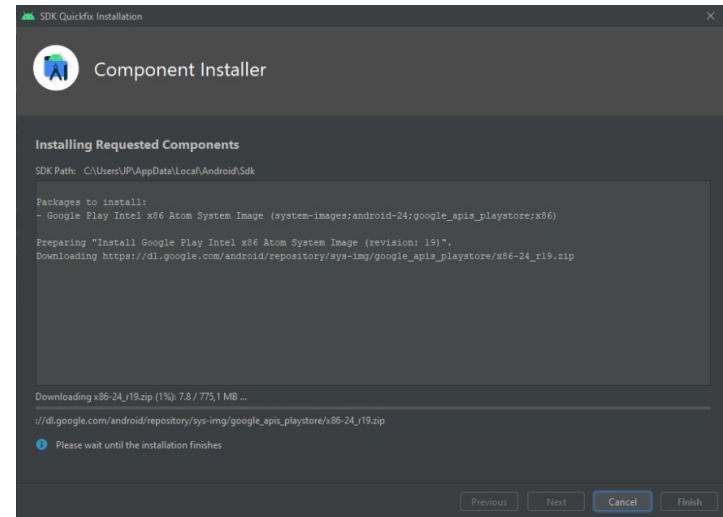 SDK Quickfix Installation
Component Installer
Installing Requested Components
SDK Path: C:\Users\JP\AppData\Local\Android\Sdk
Packages to install:
- Google Play Intel x86 Atom System Image (system-images;android-24;google_apis_playstore;x86)
Preparing "Install Google Play Intel x86 Atom System Image (revision: 19)".
Downloading https://dl.google.com/android/repository/sys-img/google_apis_playstore/x86-24_r19.zip
Downloading x86-24_r19.zip (1%): 7.8 / 775,1 MB ...
://dl.google.com/android/repository/sys-img/google_apis_playstore/x86-24_r19.zip
Please wait until the installation finishes
Previous Next Cancel Finish